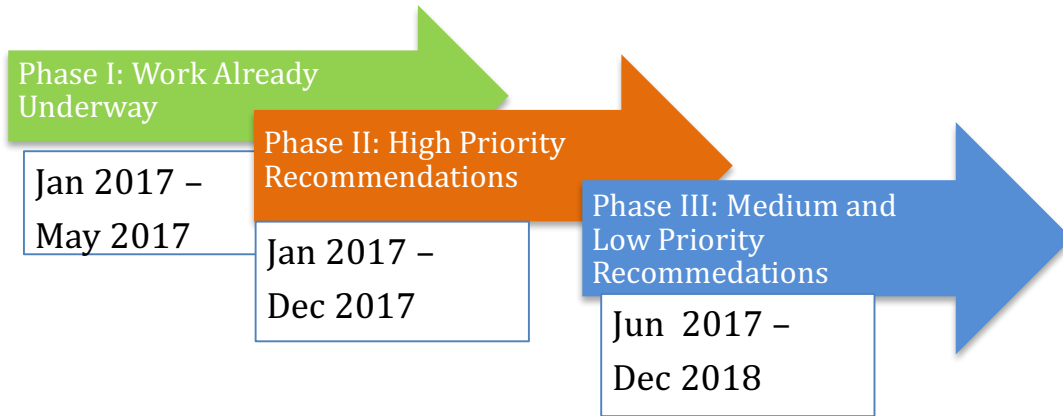 Phase I: Work Already
Underway
Jan 2017 –
May 2017
Phase II: High Priority
Recommendations
Jan 2017 –
Dec 2017
Phase III: Medium and
Low Priority
Recommedations
Jun  2017 –
Dec 2018